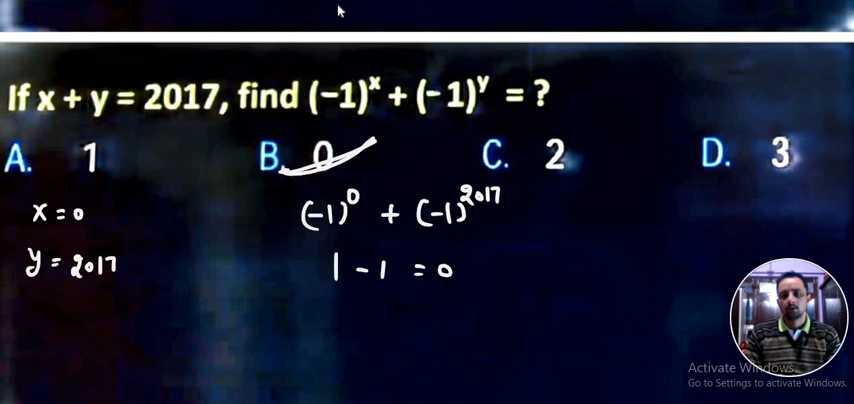 If x + y = 2017, find (−1)ˣ + (−1)ʸ = ?
A. 1 B. 0 C. 2 D. 3
x = 0 (-1)⁰ + (-1)²⁰¹⁷
y = 2017 1 - 1 = 0
Activate Windows
Go to Settings to activate Windows.